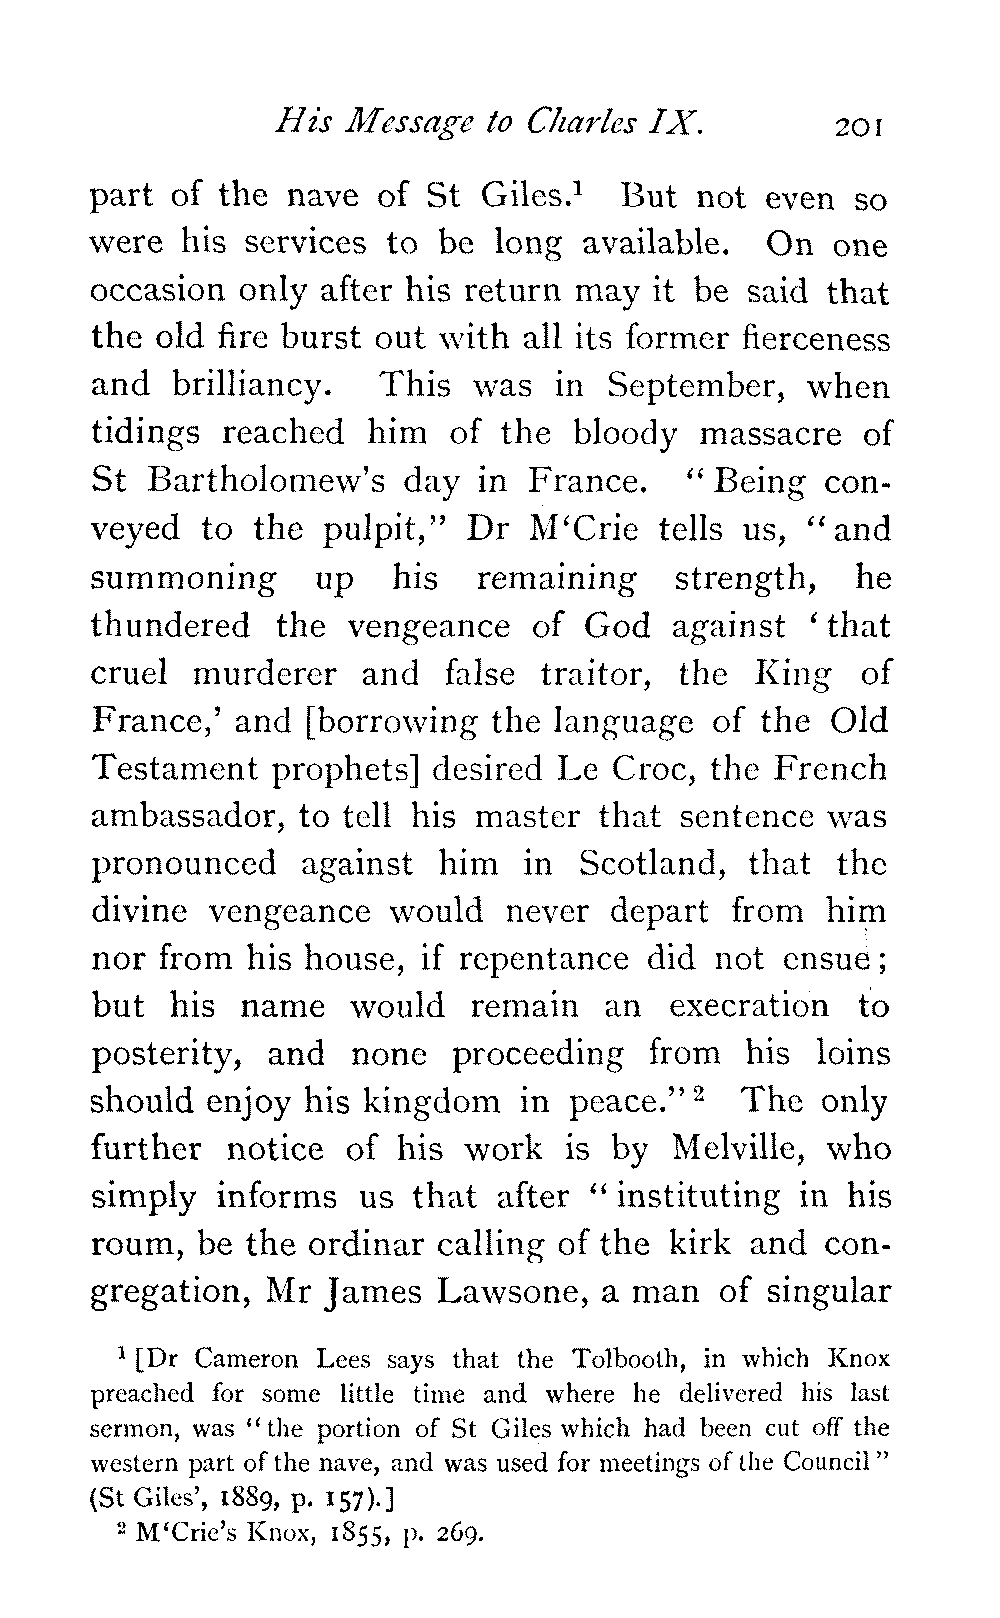 His Message to Charles IX. 201
part of the nave of St Giles.¹ But not even so
were his services to be long available. On one
occasion only after his return may it be said that
the old fire burst out with all its former fierceness
and brilliancy. This was in September, when
tidings reached him of the bloody massacre of
St Bartholomew's day in France. “Being con-
veyed to the pulpit,” Dr M‘Crie tells us, “and
summoning up his remaining strength, he
thundered the vengeance of God against ‘that
cruel murderer and false traitor, the King of
France,’ and [borrowing the language of the Old
Testament prophets] desired Le Croc, the French
ambassador, to tell his master that sentence was
pronounced against him in Scotland, that the
divine vengeance would never depart from him
nor from his house, if repentance did not ensue;
but his name would remain an execration to
posterity, and none proceeding from his loins
should enjoy his kingdom in peace.”² The only
further notice of his work is by Melville, who
simply informs us that after “instituting in his
roum, be the ordinar calling of the kirk and con-
gregation, Mr James Lawsone, a man of singular
¹ [Dr Cameron Lees says that the Tolbooth, in which Knox
preached for some little time and where he delivered his last
sermon, was “the portion of St Giles which had been cut off the
western part of the nave, and was used for meetings of the Council”
(St Giles’, 1889, p. 157).]
² M‘Crie’s Knox, 1855, p. 269.